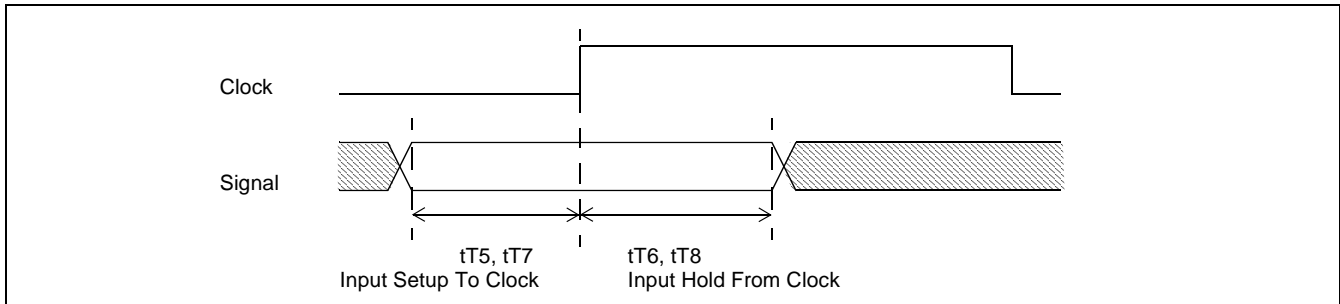 Clock
Signal
tT5, tT7
tT6, tT8
Input Setup To Clock
Input Hold From Clock